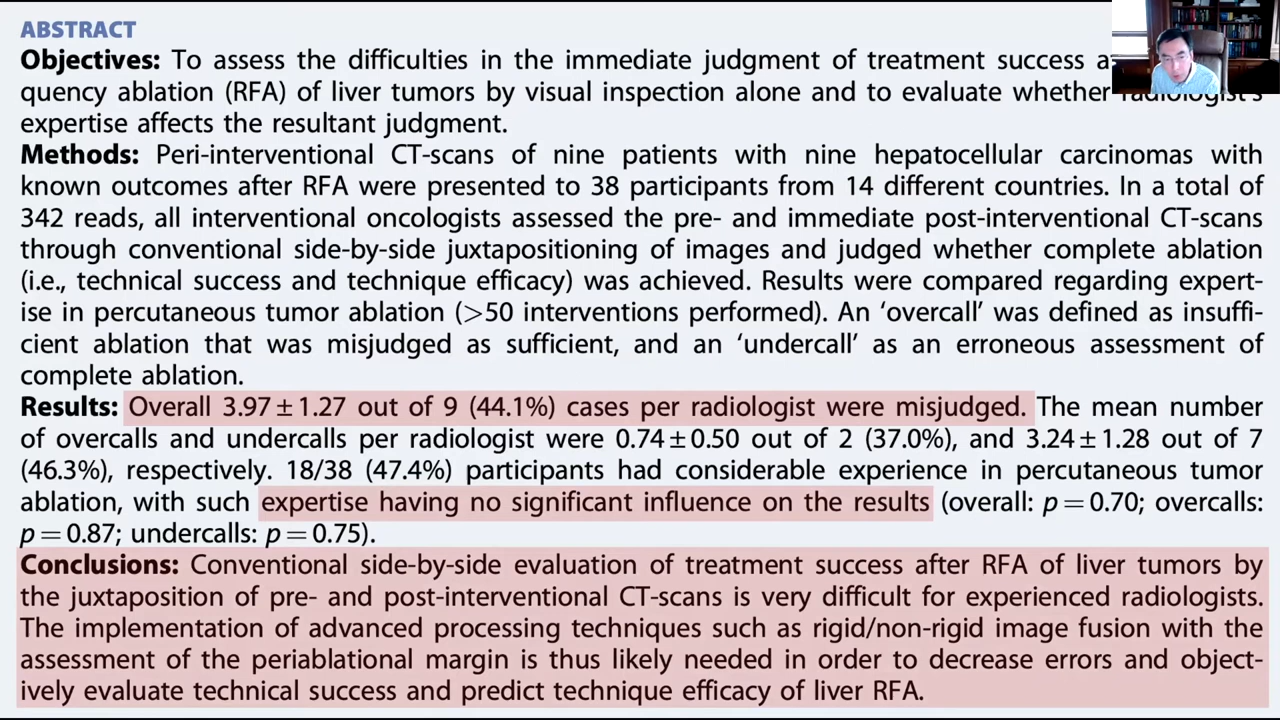 ABSTRACT
Objectives: To assess the difficulties in the immediate judgment of treatment success a
quency ablation (RFA) of liver tumors by visual inspection alone and to evaluate whether radiologist's
expertise affects the resultant judgment.
Methods: Peri-interventional CT-scans of nine patients with nine hepatocellular carcinomas with
known outcomes after RFA were presented to 38 participants from 14 different countries. In a total of
342 reads, all interventional oncologists assessed the pre- and immediate post-interventional CT-scans
through conventional side-by-side juxtapositioning of images and judged whether complete ablation
(i.e., technical success and technique efficacy) was achieved. Results were compared regarding expert-
ise in percutaneous tumor ablation (>50 interventions performed). An ‘overcall’ was defined as insuffi-
cient ablation that was misjudged as sufficient, and an ‘undercall’ as an erroneous assessment of
complete ablation.
Results: Overall 3.97 ± 1.27 out of 9 (44.1%) cases per radiologist were misjudged. The mean number
of overcalls and undercalls per radiologist were 0.74 ± 0.50 out of 2 (37.0%), and 3.24 ± 1.28 out of 7
(46.3%), respectively. 18/38 (47.4%) participants had considerable experience in percutaneous tumor
ablation, with such expertise having no significant influence on the results (overall: p = 0.70; overcalls:
p = 0.87; undercalls: p = 0.75).
Conclusions: Conventional side-by-side evaluation of treatment success after RFA of liver tumors by
the juxtaposition of pre- and post-interventional CT-scans is very difficult for experienced radiologists.
The implementation of advanced processing techniques such as rigid/non-rigid image fusion with the
assessment of the periablational margin is thus likely needed in order to decrease errors and object-
ively evaluate technical success and predict technique efficacy of liver RFA.